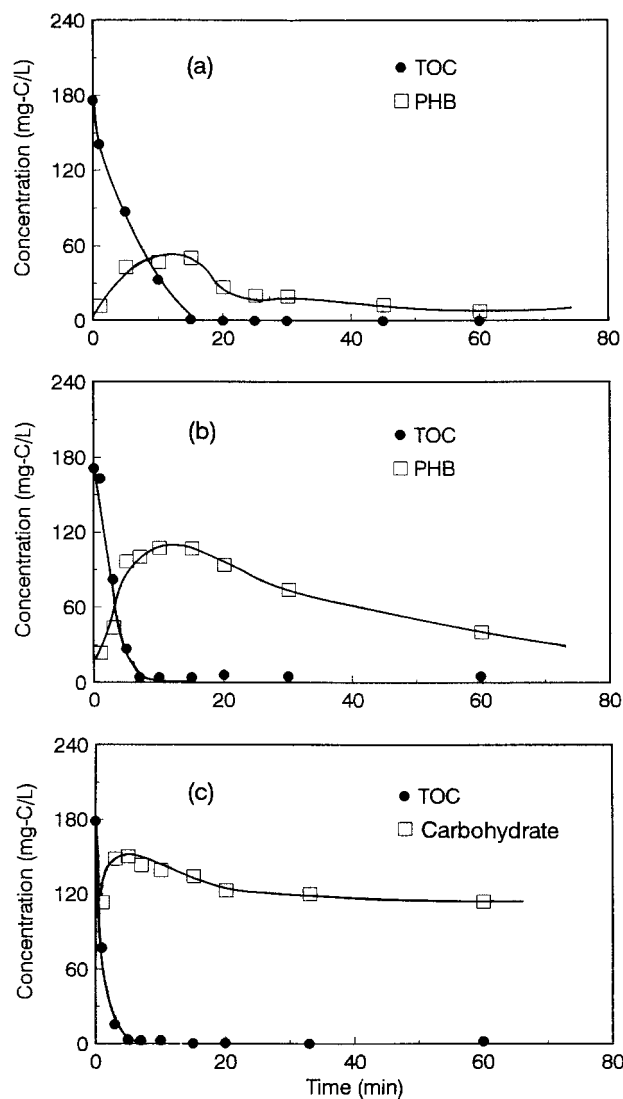 240
180
120
60
0
Concentration (mg-C/L)
(a)
TOC
PHB
0 20 40 60 80
240
180
120
60
0
Concentration (mg-C/L)
(b)
TOC
PHB
0 20 40 60 80
240
180
120
60
0
Concentration (mg-C/L)
(c)
TOC
Carbohydrate
0 20 40 60 80
Time (min)